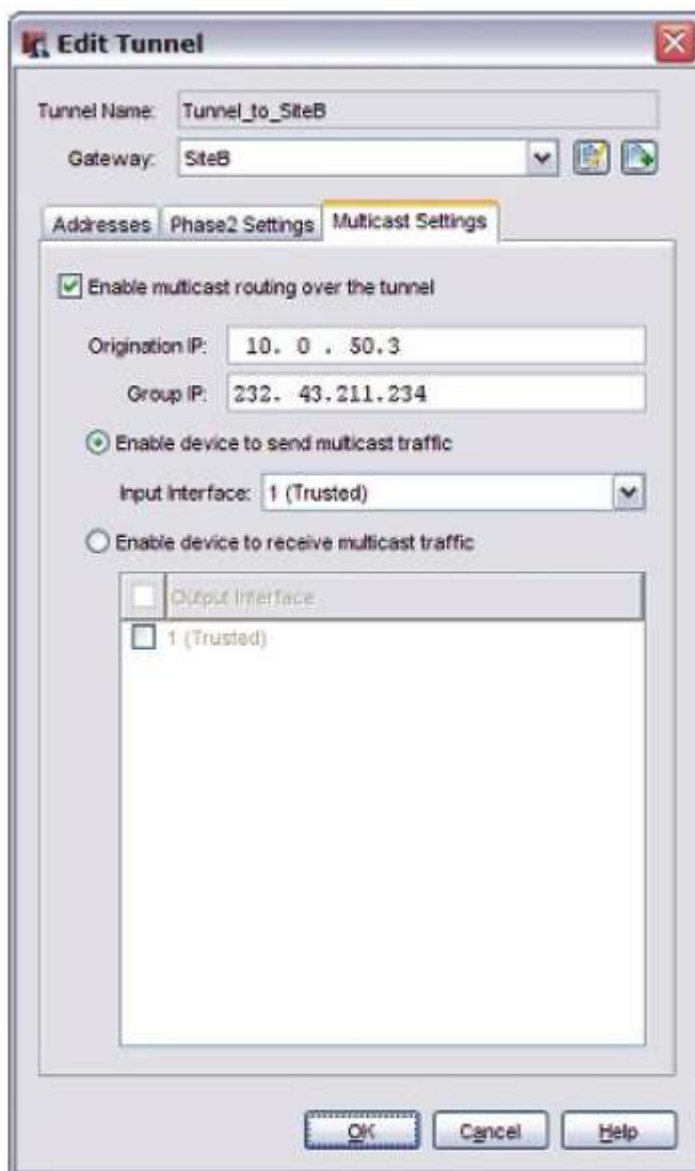 Edit Tunnel
Tunnel Name: Tunnel_to_SiteB
Gateway: SiteB
Addresses Phase2 Settings Multicast Settings
Enable multicast routing over the tunnel
Origination IP: 10. 0 . 50.3
Group IP: 232. 43.211.234
Enable device to send multicast traffic
Input Interface: 1 (Trusted)
Enable device to receive multicast traffic
Output Interface
1 (Trusted)
OK Cancel Help